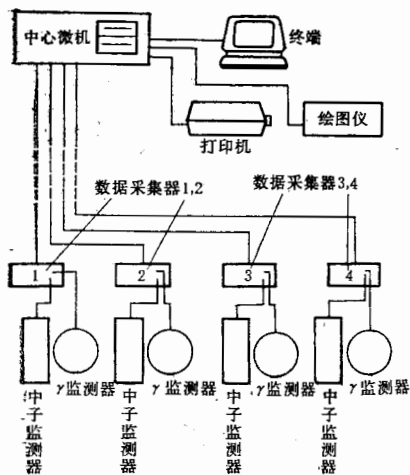 中心微机
终端
绘图仪
打印机
数据采集器1,2
数据采集器3,4
1
2
3
4
中子监测器
γ监测器
中子监测器
γ监测器
中子监测器
γ监测器
中子监测器
γ监测器